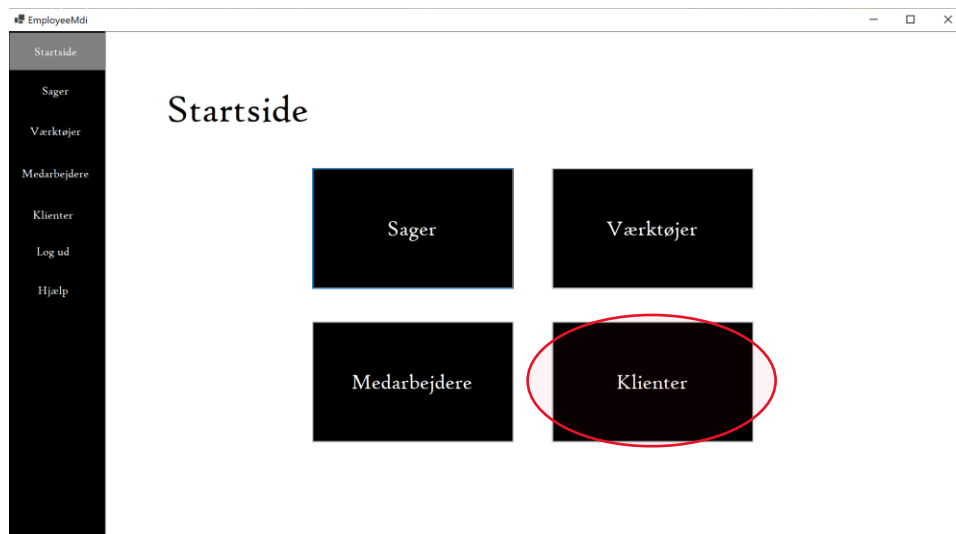 EmployeeMdi
Startside
Sager
Værktøjer
Medarbejdere
Klienter
Log ud
Hjælp
Startside
Sager
Værktøjer
Medarbejdere
Klienter